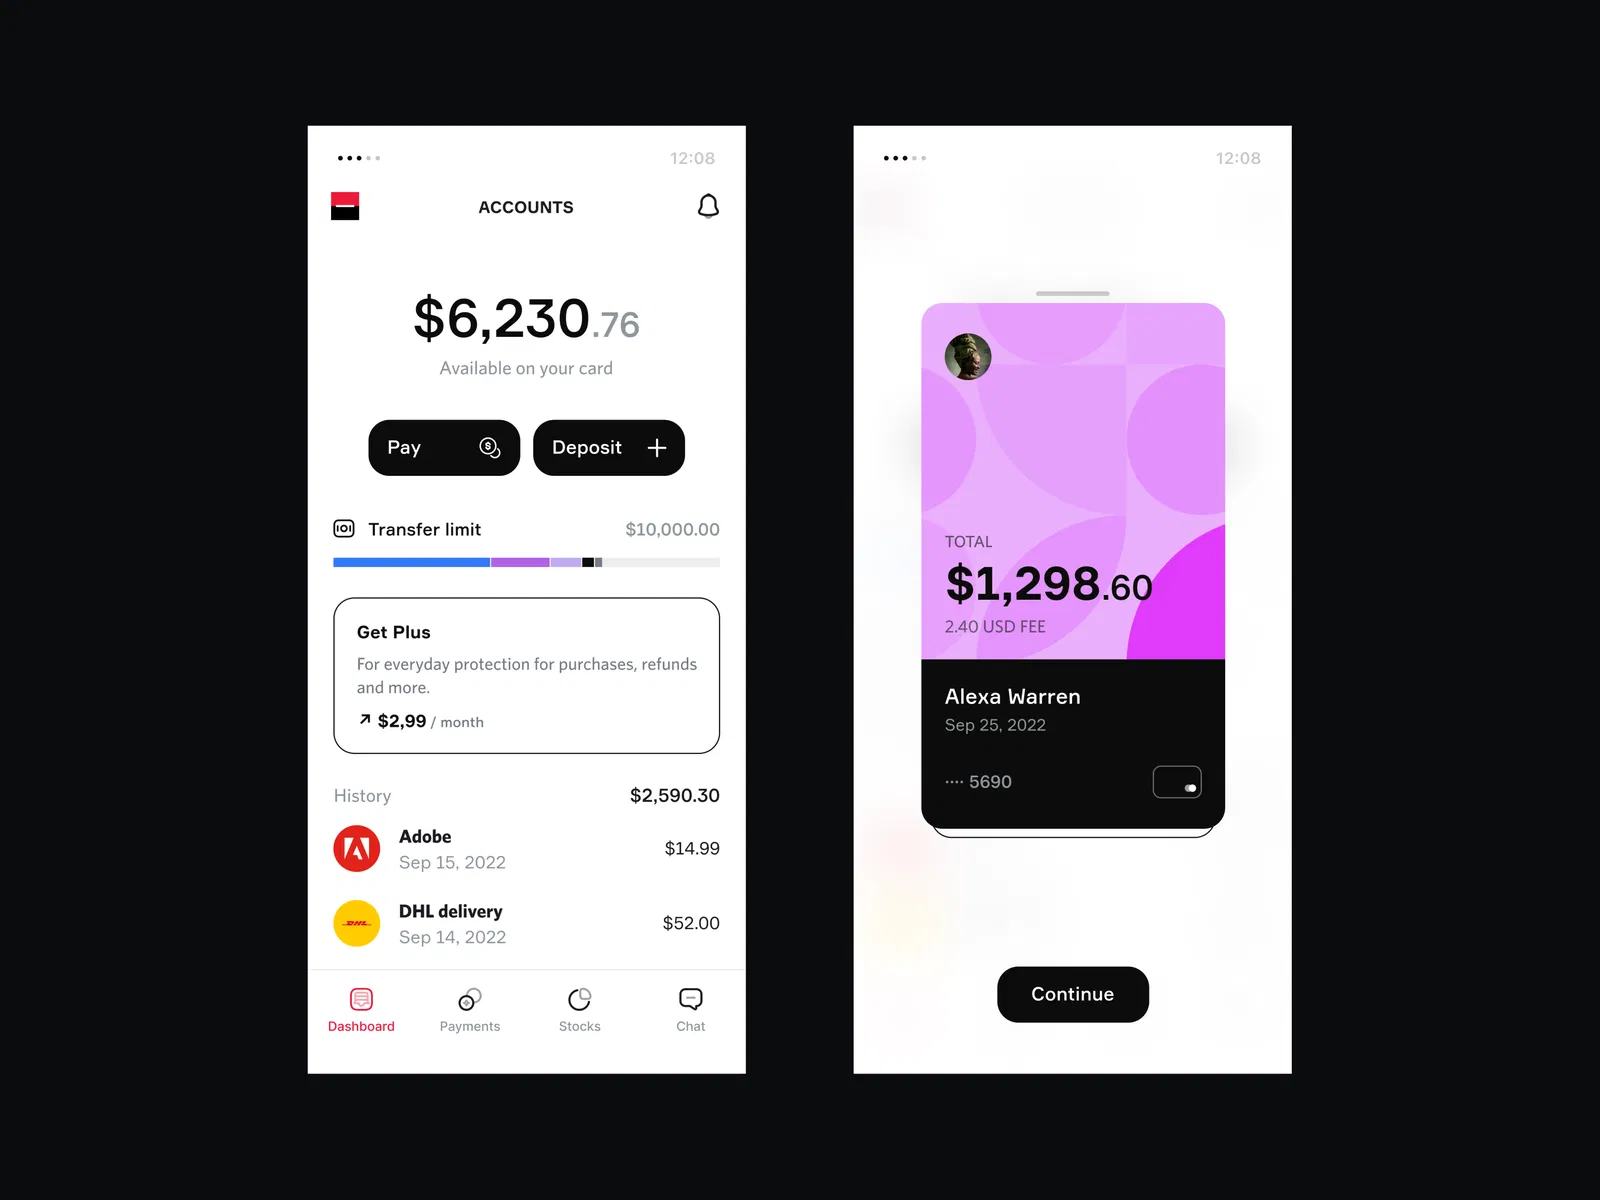 12:08
ACCOUNTS
$6,230.76
Available on your card
Pay
Deposit
Transfer limit
$10,000.00
Get Plus
For everyday protection for purchases, refunds
and more.
$2,99 / month
History
$2,590.30
Adobe
Sep 15, 2022
$14.99
DHL
DHL delivery
Sep 14, 2022
$52.00
Dashboard
Payments
Stocks
Chat
12:08
TOTAL
$1,298.60
2.40 USD FEE
Alexa Warren
Sep 25, 2022
···· 5690
Continue